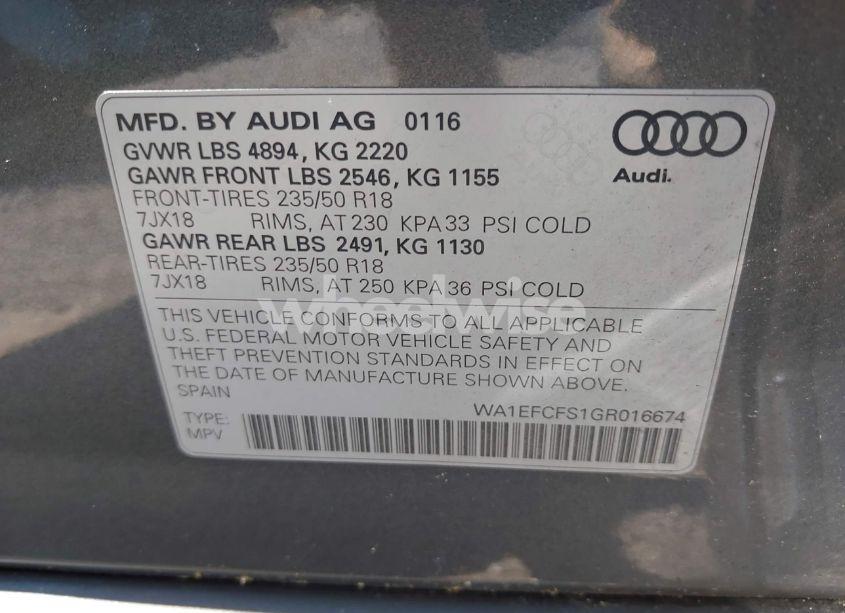 MFD. BY AUDI AG 0116
GVWR LBS 4894, KG 2220
GAWR FRONT LBS 2546, KG 1155
FRONT-TIRES 235/50 R18
7JX18 RIMS, AT 230 KPA 33 PSI COLD
GAWR REAR LBS 2491, KG 1130
REAR-TIRES 235/50 R18
7JX18 RIMS, AT 250 KPA 36 PSI COLD
Audi.
wheelwise
THIS VEHICLE CONFORMS TO ALL APPLICABLE
U.S. FEDERAL MOTOR VEHICLE SAFETY AND
THEFT PREVENTION STANDARDS IN EFFECT ON
THE DATE OF MANUFACTURE SHOWN ABOVE.
SPAIN
WA1EFCFS1GR016674
TYPE:
MPV